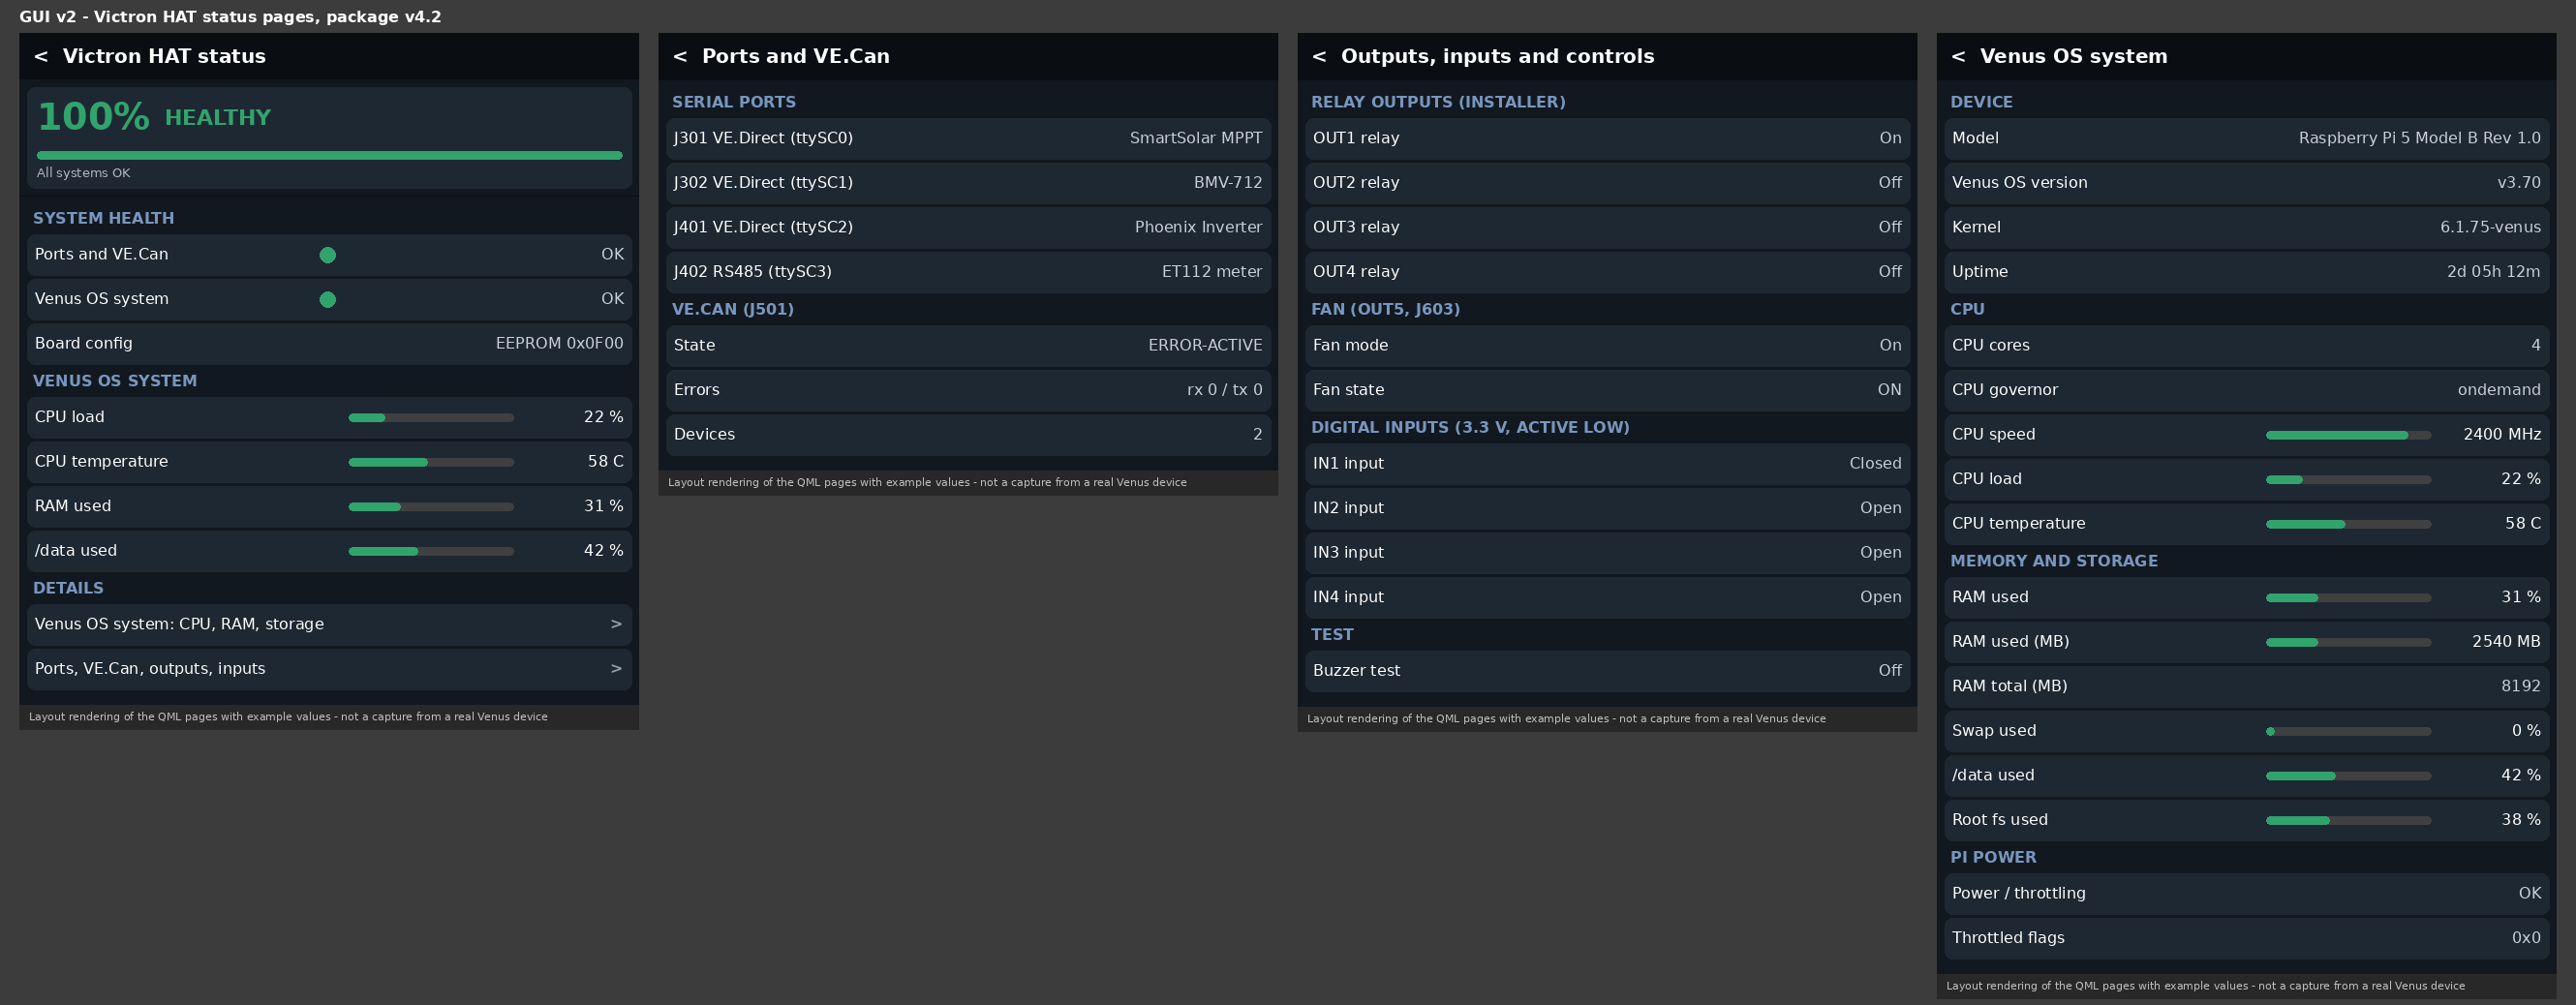 GUI v2 - Victron HAT status pages, package v4.2
< Victron HAT status
100% HEALTHY
All systems OK
SYSTEM HEALTH
Ports and VE.Can OK
Venus OS system OK
Board config EEPROM 0x0F00
VENUS OS SYSTEM
CPU load 22 %
CPU temperature 58 C
RAM used 31 %
/data used 42 %
DETAILS
Venus OS system: CPU, RAM, storage >
Ports, VE.Can, outputs, inputs >
Layout rendering of the QML pages with example values - not a capture from a real Venus device
< Ports and VE.Can
SERIAL PORTS
J301 VE.Direct (ttySC0) SmartSolar MPPT
J302 VE.Direct (ttySC1) BMV-712
J401 VE.Direct (ttySC2) Phoenix Inverter
J402 RS485 (ttySC3) ET112 meter
VE.CAN (J501)
State ERROR-ACTIVE
Errors rx 0 / tx 0
Devices 2
Layout rendering of the QML pages with example values - not a capture from a real Venus device
< Outputs, inputs and controls
RELAY OUTPUTS (INSTALLER)
OUT1 relay On
OUT2 relay Off
OUT3 relay Off
OUT4 relay Off
FAN (OUT5, J603)
Fan mode On
Fan state ON
DIGITAL INPUTS (3.3 V, ACTIVE LOW)
IN1 input Closed
IN2 input Open
IN3 input Open
IN4 input Open
TEST
Buzzer test Off
Layout rendering of the QML pages with example values - not a capture from a real Venus device
< Venus OS system
DEVICE
Model Raspberry Pi 5 Model B Rev 1.0
Venus OS version v3.70
Kernel 6.1.75-venus
Uptime 2d 05h 12m
CPU
CPU cores 4
CPU governor ondemand
CPU speed 2400 MHz
CPU load 22 %
CPU temperature 58 C
MEMORY AND STORAGE
RAM used 31 %
RAM used (MB) 2540 MB
RAM total (MB) 8192
Swap used 0 %
/data used 42 %
Root fs used 38 %
PI POWER
Power / throttling OK
Throttled flags 0x0
Layout rendering of the QML pages with example values - not a capture from a real Venus device